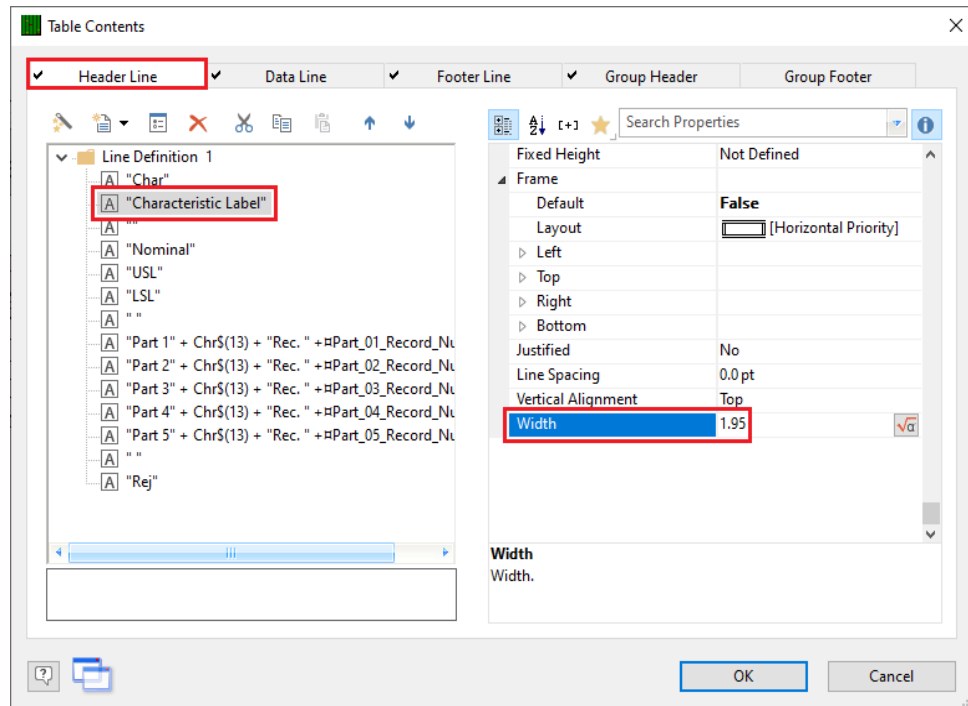 Table Contents
Header Line
Data Line
Footer Line
Group Header
Group Footer
Search Properties
Line Definition 1
"Char"
"Characteristic Label"
""
"Nominal"
"USL"
"LSL"
" "
"Part 1" + Chr$(13) + "Rec. " +¤Part_01_Record_Nu
"Part 2" + Chr$(13) + "Rec. " +¤Part_02_Record_Nu
"Part 3" + Chr$(13) + "Rec. " +¤Part_03_Record_Nu
"Part 4" + Chr$(13) + "Rec. " +¤Part_04_Record_Nu
"Part 5" + Chr$(13) + "Rec. " +¤Part_05_Record_Nu
" "
"Rej"
Fixed Height Not Defined
Frame
Default False
Layout [Horizontal Priority]
Left
Top
Right
Bottom
Justified No
Line Spacing 0.0 pt
Vertical Alignment Top
Width 1.95
Width
Width.
OK
Cancel